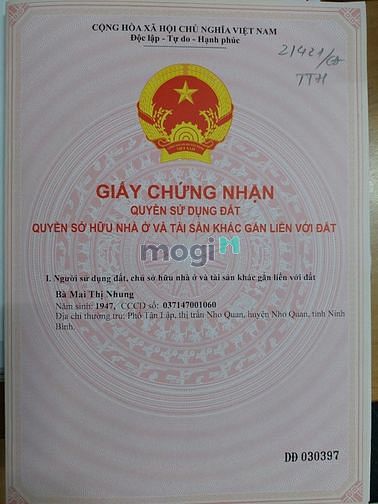 CỘNG HÒA XÃ HỘI CHỦ NGHĨA VIỆT NAM
Độc lập - Tự do - Hạnh phúc
TTH
GIẤY CHỨNG NHẬN
QUYỀN SỬ DỤNG ĐẤT
QUYỀN SỞ HỮU NHÀ Ở VÀ TÀI SẢN KHÁC GẮN LIỀN VỚI ĐẤT
mogi
I. Người sử dụng đất, chủ sở hữu nhà ở và tài sản khác gắn liền với đất
Bà Mai Thị Nhung
Năm sinh: 1947, CCCD số: 037147001060
Địa chỉ thường trú: Phố Tân Lập, thị trấn Nho Quan, huyện Nho Quan, tỉnh Ninh
Bình.
DĐ 030397